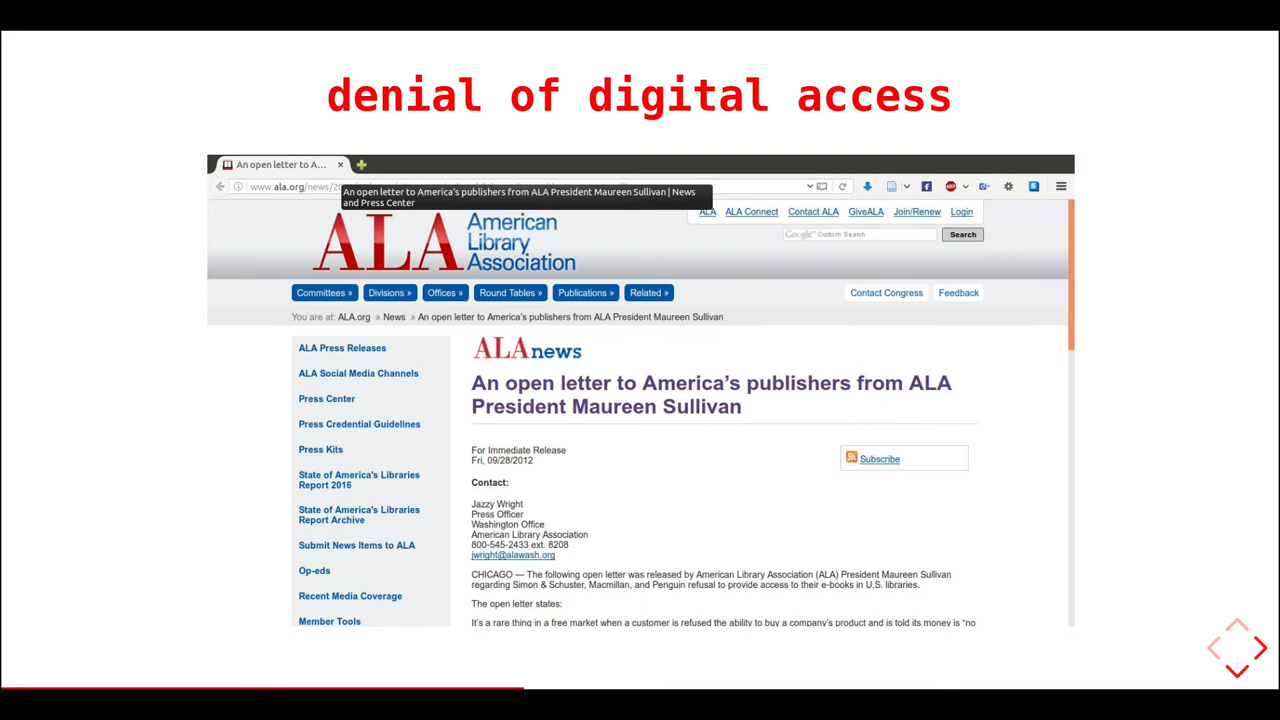 denial of digital access
An open letter to A...
www.ala.org/news/20
An open letter to America's publishers from ALA President Maureen Sullivan | News
and Press Center
ALA ALA Connect Contact ALA GiveALA Join/Renew Login
Google™ Custom Search Search
ALA American
Library
Association
Committees » Divisions » Offices » Round Tables » Publications » Related » Contact Congress Feedback
You are at: ALA.org » News » An open letter to America's publishers from ALA President Maureen Sullivan
ALA Press Releases
ALA Social Media Channels
Press Center
Press Credential Guidelines
Press Kits
State of America's Libraries
Report 2016
State of America's Libraries
Report Archive
Submit News Items to ALA
Op-eds
Recent Media Coverage
Member Tools
ALAnews
An open letter to America's publishers from ALA
President Maureen Sullivan
For Immediate Release
Fri, 09/28/2012
Subscribe
Contact:
Jazzy Wright
Press Officer
Washington Office
American Library Association
800-545-2433 ext. 8208
jwright@alawash.org
CHICAGO — The following open letter was released by American Library Association (ALA) President Maureen Sullivan
regarding Simon & Schuster, Macmillan, and Penguin refusal to provide access to their e-books in U.S. libraries.
The open letter states:
It's a rare thing in a free market when a customer is refused the ability to buy a company's product and is told its money is "no